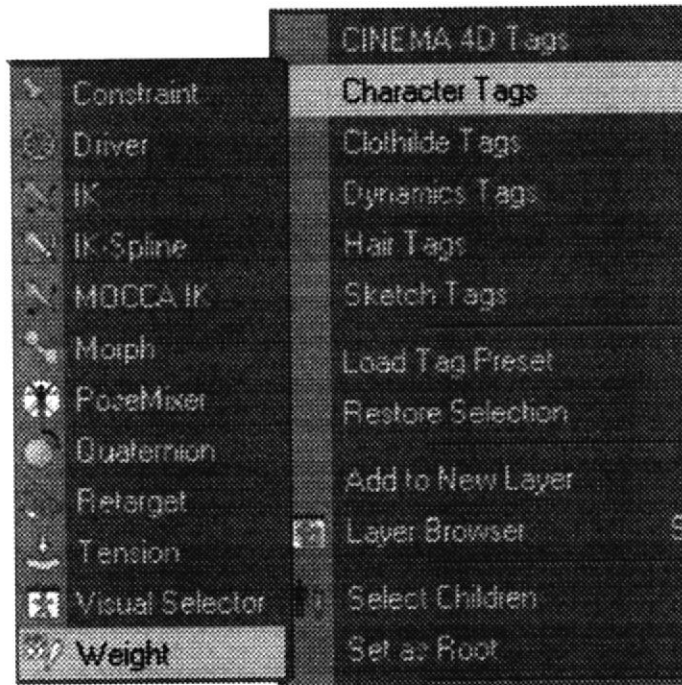 CINEMA 4D Tags
Character Tags
Clothilde Tags
Dynamics Tags
Hair Tags
Sketch Tags
Load Tag Preset
Restore Selection
Add to New Layer
Layer Browser S
Select Children
Set as Root
Constraint
Driver
IK
IK-Spline
MOCCA IK
Morph
PoseMixer
Quaternion
Retarget
Tension
Visual Selector
Weight